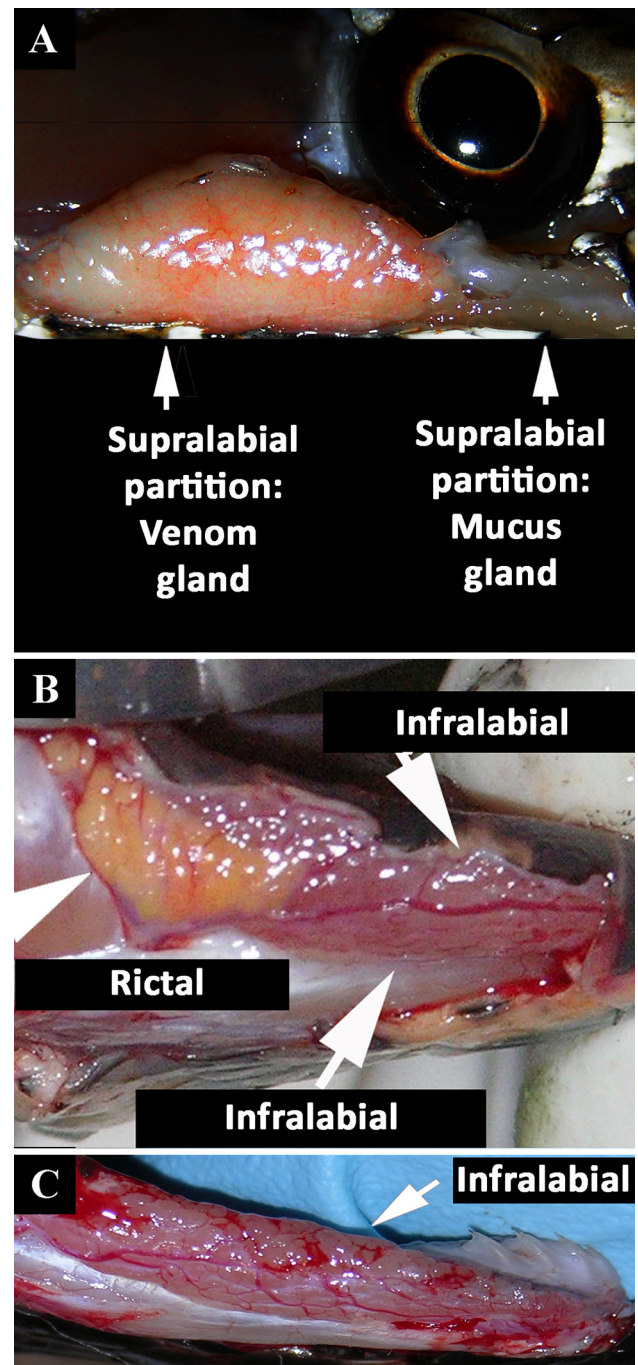 A
Supralabial
partition:
Venom
gland
Supralabial
partition:
Mucus
gland
B
Infralabial
Rictal
Infralabial
C
Infralabial